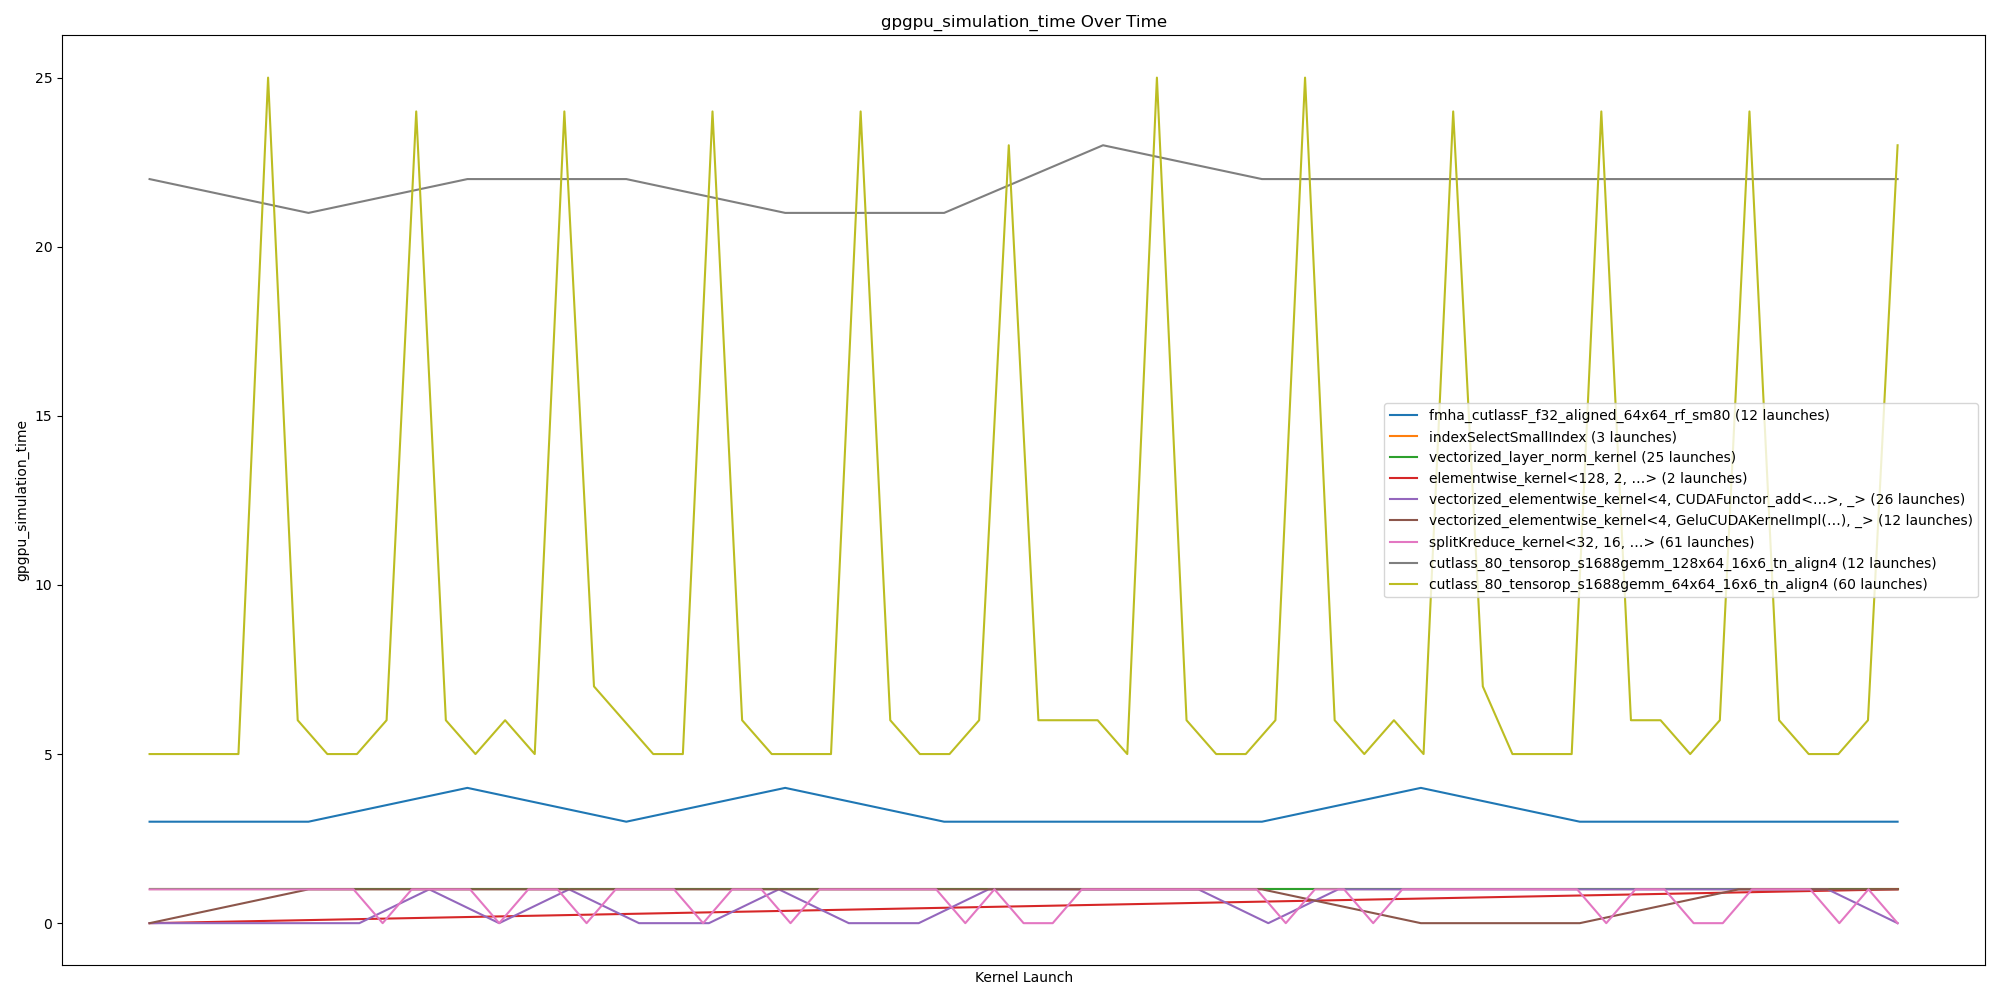 gpgpu_simulation_time Over Time
25
20
15
10
5
0
gpgpu_simulation_time
fmha_cutlassF_f32_aligned_64x64_rf_sm80 (12 launches)
indexSelectSmallIndex (3 launches)
vectorized_layer_norm_kernel (25 launches)
elementwise_kernel<128, 2, ...> (2 launches)
vectorized_elementwise_kernel<4, CUDAFunctor_add<...>, _> (26 launches)
vectorized_elementwise_kernel<4, GeluCUDAKernelImpl(...), _> (12 launches)
splitKreduce_kernel<32, 16, ...> (61 launches)
cutlass_80_tensorop_s1688gemm_128x64_16x6_tn_align4 (12 launches)
cutlass_80_tensorop_s1688gemm_64x64_16x6_tn_align4 (60 launches)
Kernel Launch